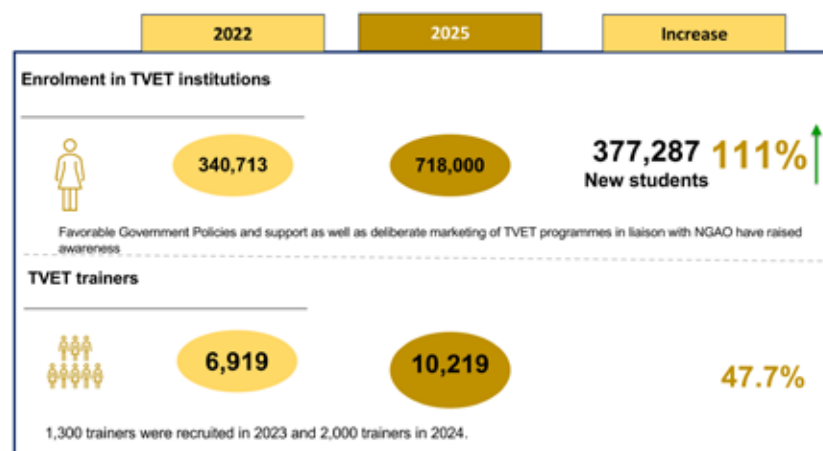 2022 2025 Increase
Enrolment in TVET institutions
340,713 718,000 377,287 111%
New students
Favorable Government Policies and support as well as deliberate marketing of TVET programmes in liaison with NGAO have raised
awareness
TVET trainers
6,919 10,219 47.7%
1,300 trainers were recruited in 2023 and 2,000 trainers in 2024.